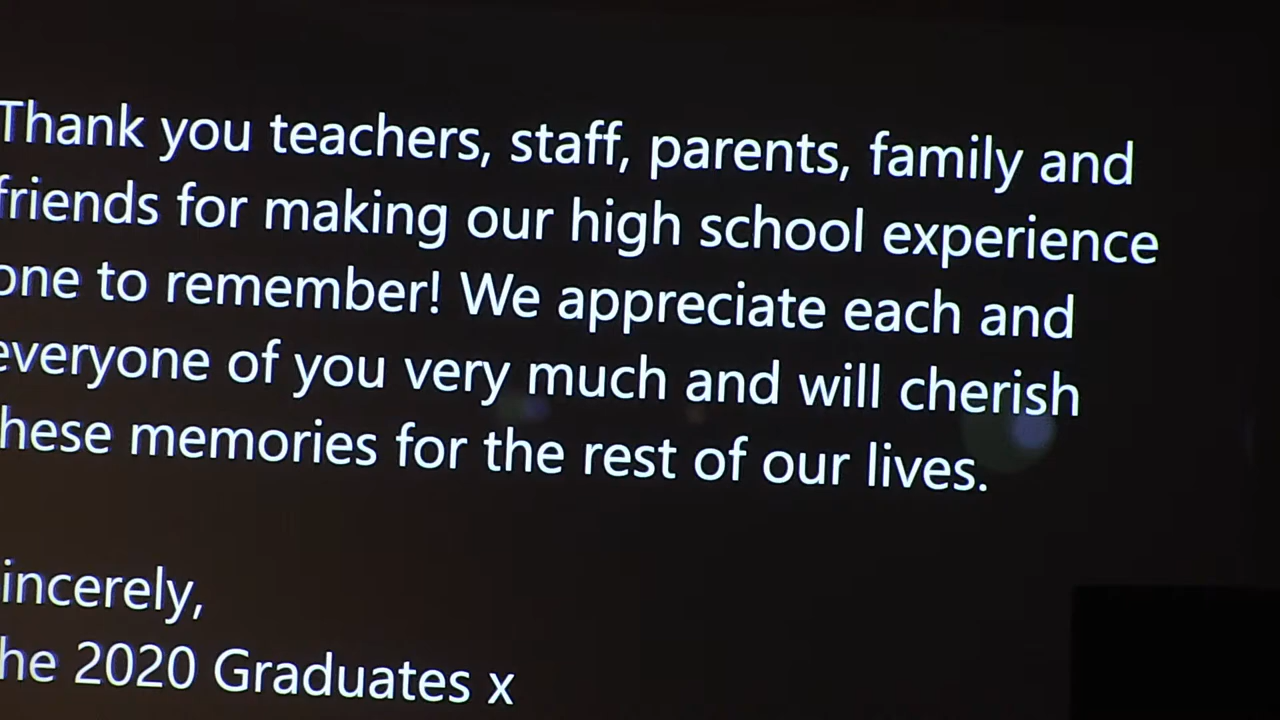 Thank you teachers, staff, parents, family and
friends for making our high school experience
one to remember! We appreciate each and
everyone of you very much and will cherish
hese memories for the rest of our lives.
incerely,
he 2020 Graduates x